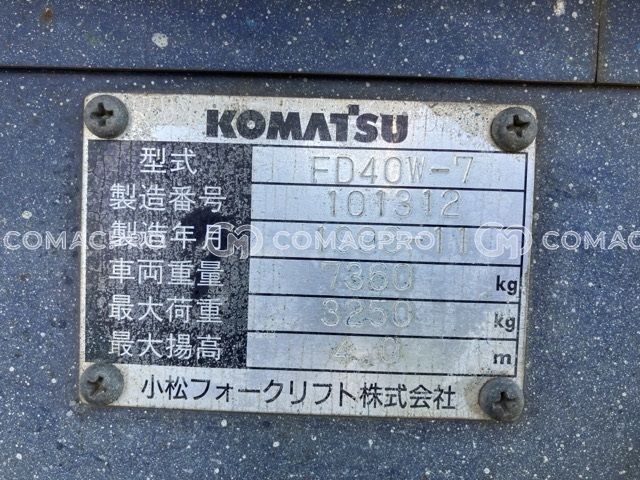 KOMATSU
型式 FD40W-7
製造番号 101312
製造年月
車両重量 7360 kg
最大荷重 3250 kg
最大揚高 4.0 m
小松フォークリフト株式会社
COMACPRO COMACPRO COMACPRO